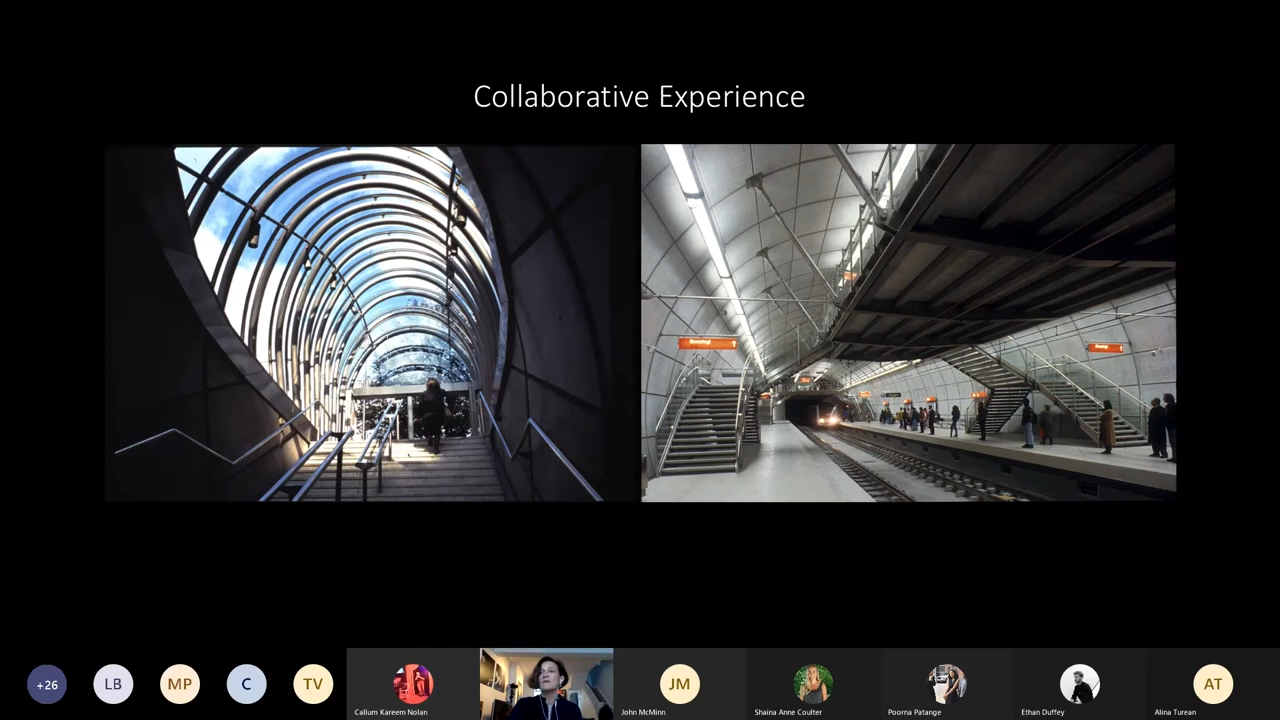 Collaborative Experience
+26
LB
MP
C
TV
Callum Kareem Nolan
JM
John McMinn
Shaina Anne Coulter
Poorna Patange
Ethan Duffey
AT
Alina Turean